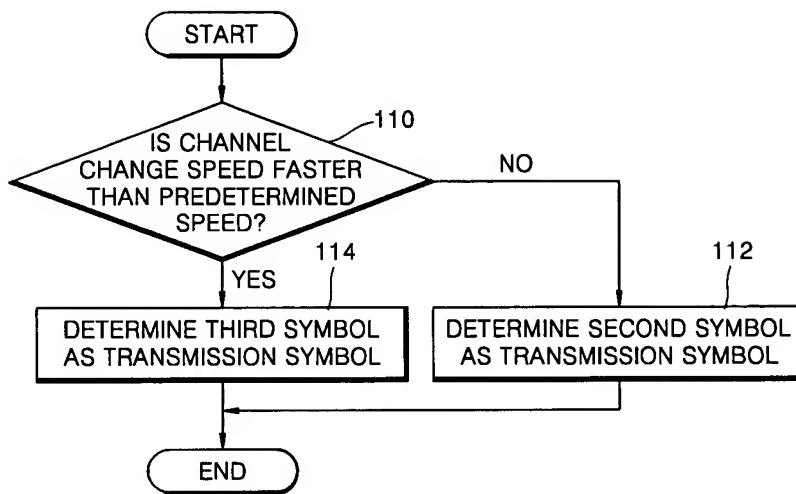 START
110
IS CHANNEL
CHANGE SPEED FASTER
THAN PREDETERMINED
SPEED?
NO
YES
114
DETERMINE THIRD SYMBOL
AS TRANSMISSION SYMBOL
112
DETERMINE SECOND SYMBOL
AS TRANSMISSION SYMBOL
END